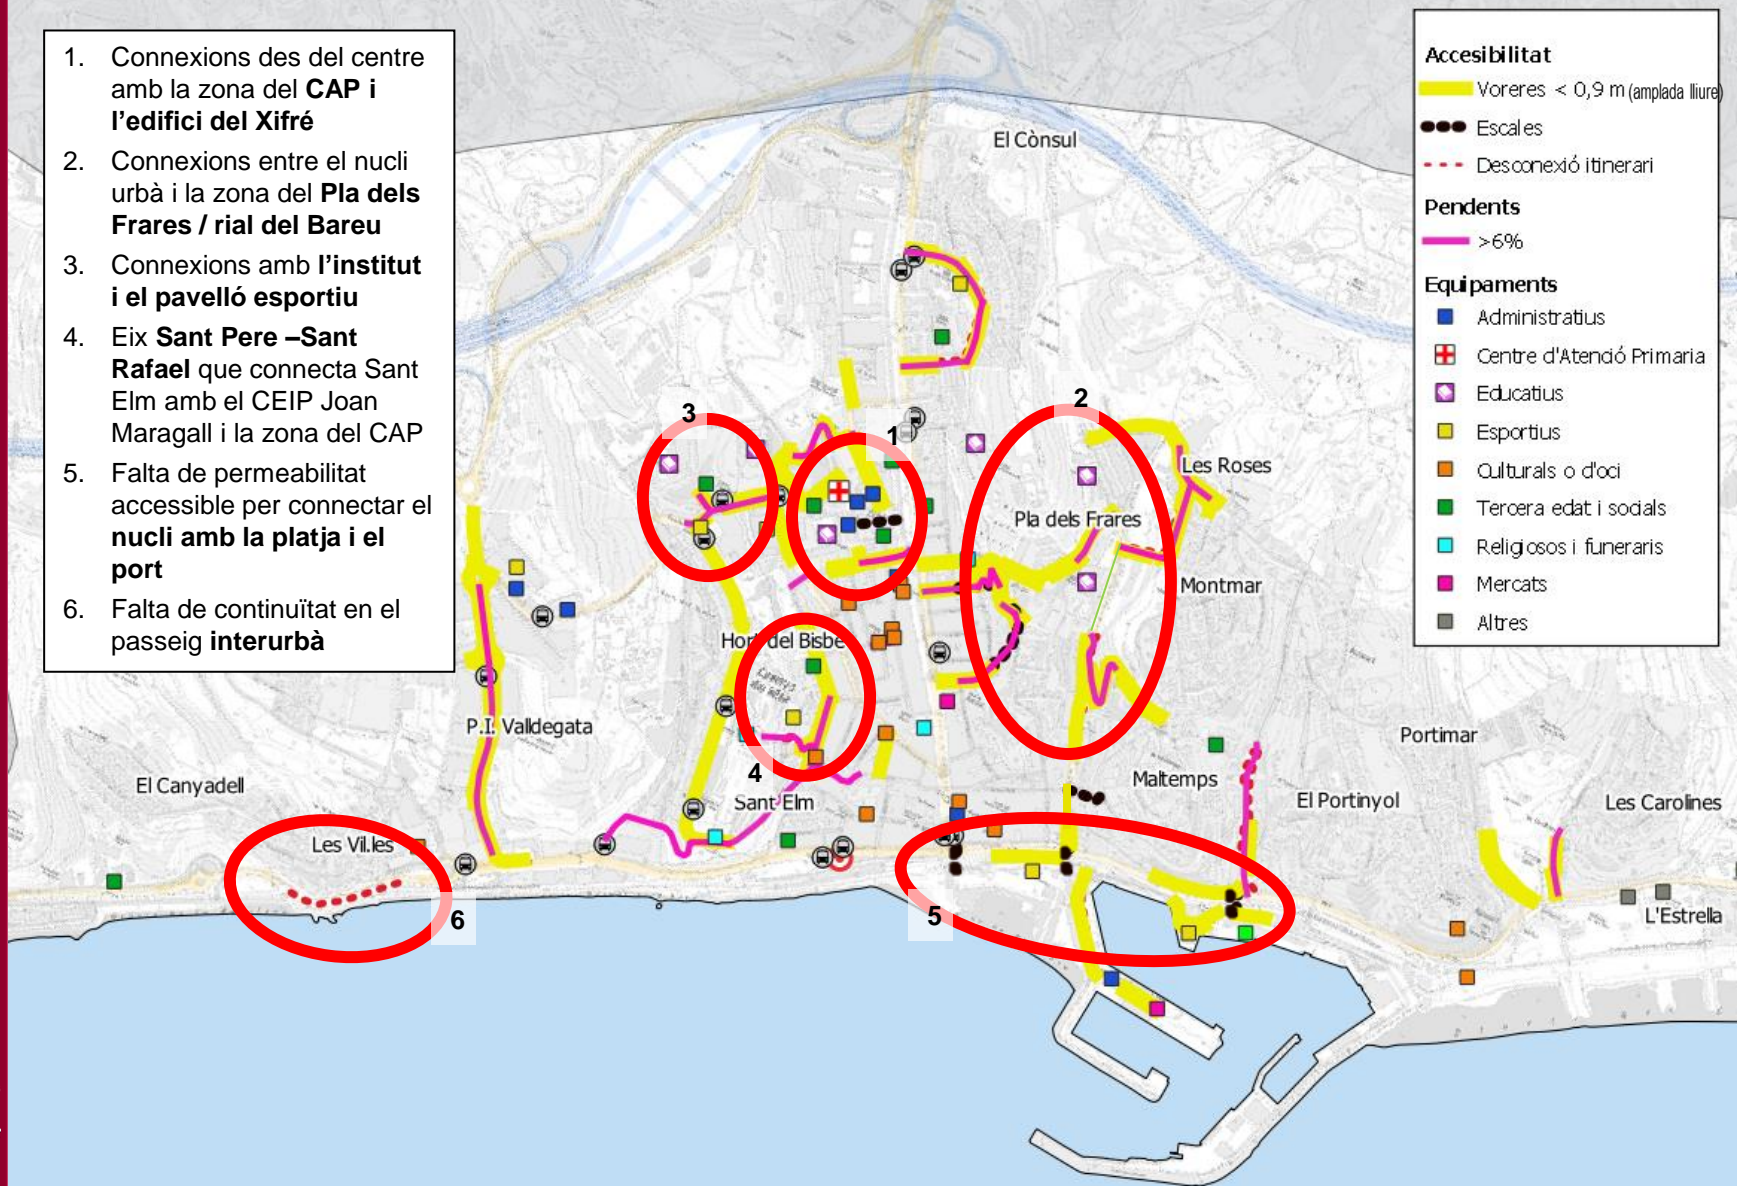 1. Connexions des del centre
amb la zona del CAP i
l’edifici del Xifré
2. Connexions entre el nucli
urbà i la zona del Pla dels
Frares / rial del Bareu
3. Connexions amb l’institut
i el pavelló esportiu
4. Eix Sant Pere –Sant
Rafael que connecta Sant
Elm amb el CEIP Joan
Maragall i la zona del CAP
5. Falta de permeabilitat
accessible per connectar el
nucli amb la platja i el
port
6. Falta de continuïtat en el
passeig interurbà
Accesibilitat
Voreres < 0,9 m (amplada lliure)
Escales
Desconexió itinerari
Pendents
>6%
Equipaments
Administratius
Centre d'Atenció Primaria
Educatius
Esportius
Culturals o d'oci
Tercera edat i socials
Religiosos i funeraris
Mercats
Altres
El Cònsul
3
1
2
Les Roses
Pla dels Frares
Montmar
Hort del Bisbe
P.I. Valldegata
4
Portimar
El Canyadell
Sant Elm
Maltemps
El Portinyol
Les Carolines
Les Vil.les
6
5
L'Estrella